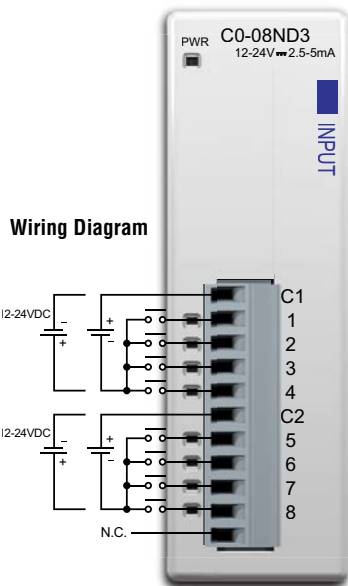 PWR
C0-08ND3
12-24V⎓2.5-5mA
INPUT
Wiring Diagram
C1
12-24VDC
1
2
3
4
C2
12-24VDC
5
6
7
8
N.C.